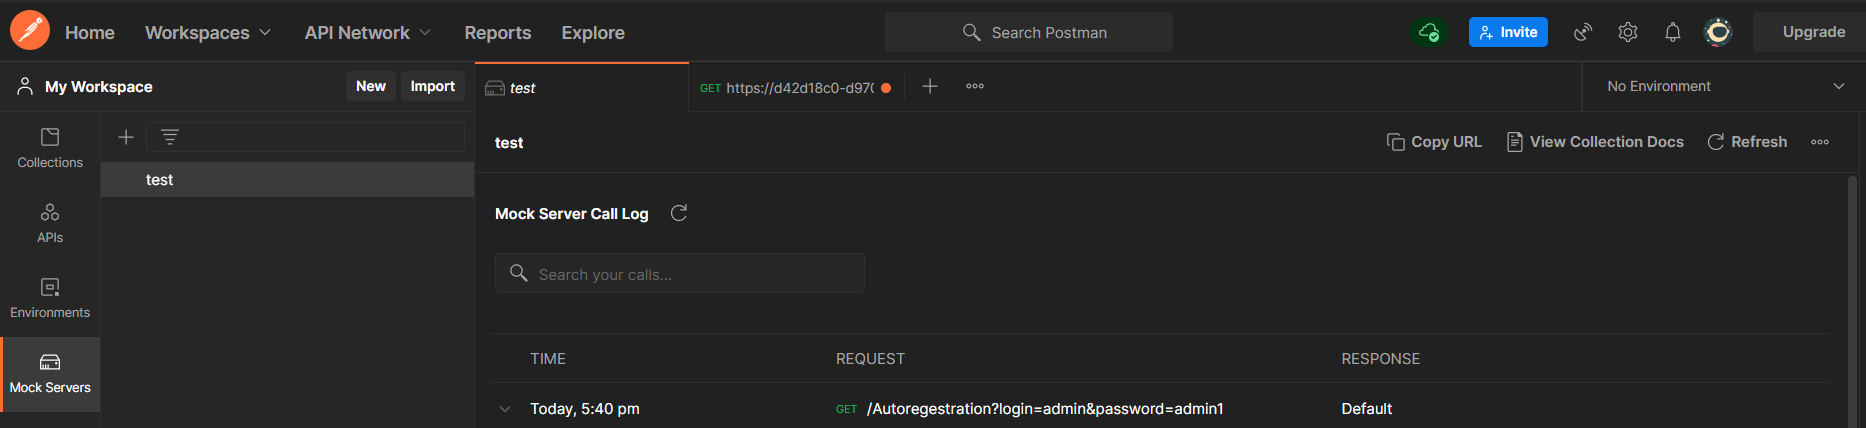 Home Workspaces API Network Reports Explore Search Postman Invite Upgrade
My Workspace New Import test GET https://d42d18c0-d970 No Environment
Collections
test
test Copy URL View Collection Docs Refresh
APIs
Mock Server Call Log
Search your calls...
Environments
TIME REQUEST RESPONSE
Mock Servers
Today, 5:40 pm GET /Autoregestration?login=admin&password=admin1 Default